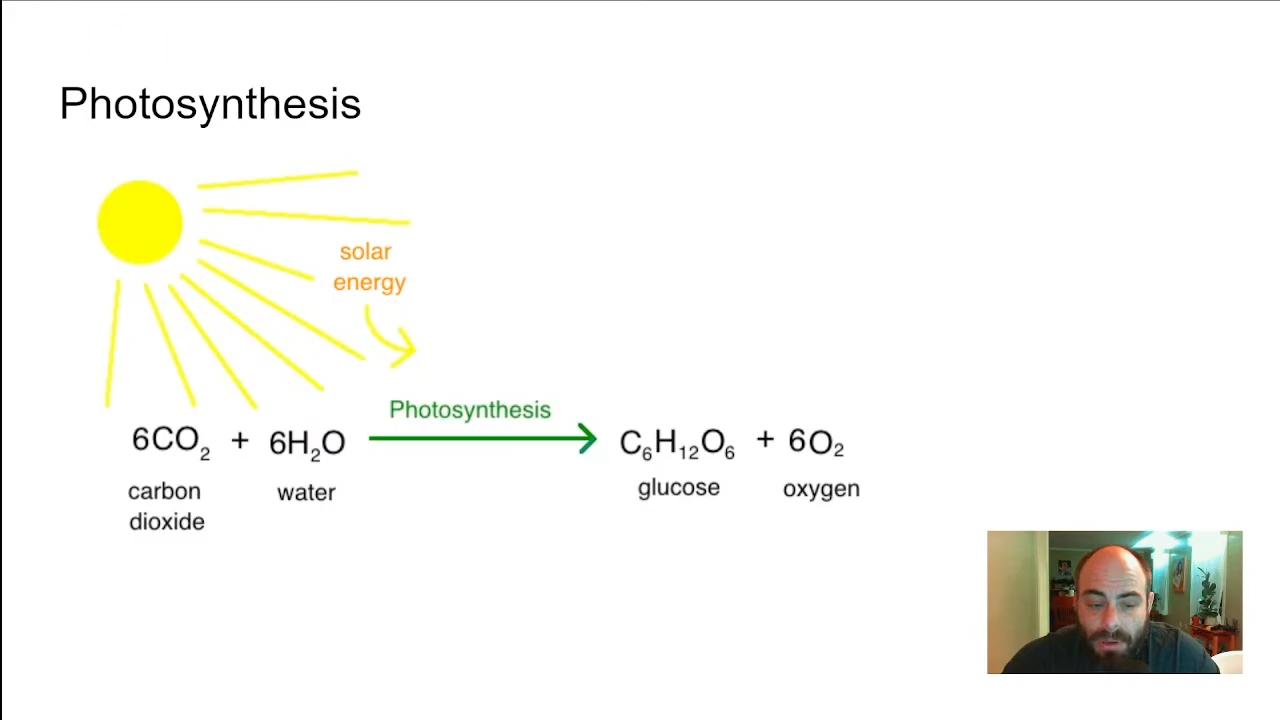 Photosynthesis
solar
energy
Photosynthesis
6CO₂ + 6H₂O C₆H₁₂O₆ + 6O₂
carbon water glucose oxygen
dioxide